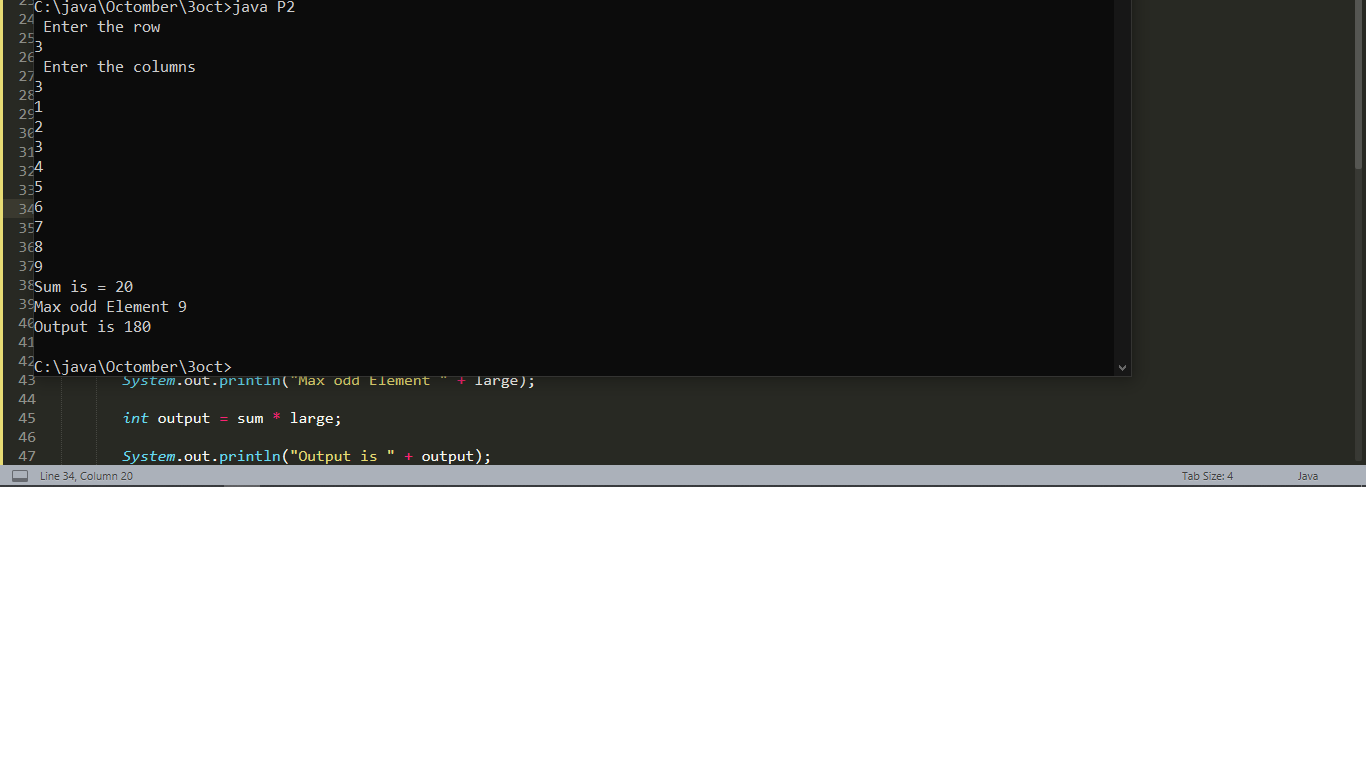 C:\java\Octomber\3oct>java P2
24 Enter the row
25
26 3
27 Enter the columns
28 3
29 1
30 2
31 3
32 4
33 5
34 6
35 7
36 8
37 9
38 Sum is = 20
39 Max odd Element 9
40 Output is 180
41
42 C:\java\Octomber\3oct>
43 System.out.println("Max odd Element " + large);
44
45 int output = sum * large;
46
47 System.out.println("Output is " + output);
Line 34, Column 20 Tab Size: 4 Java